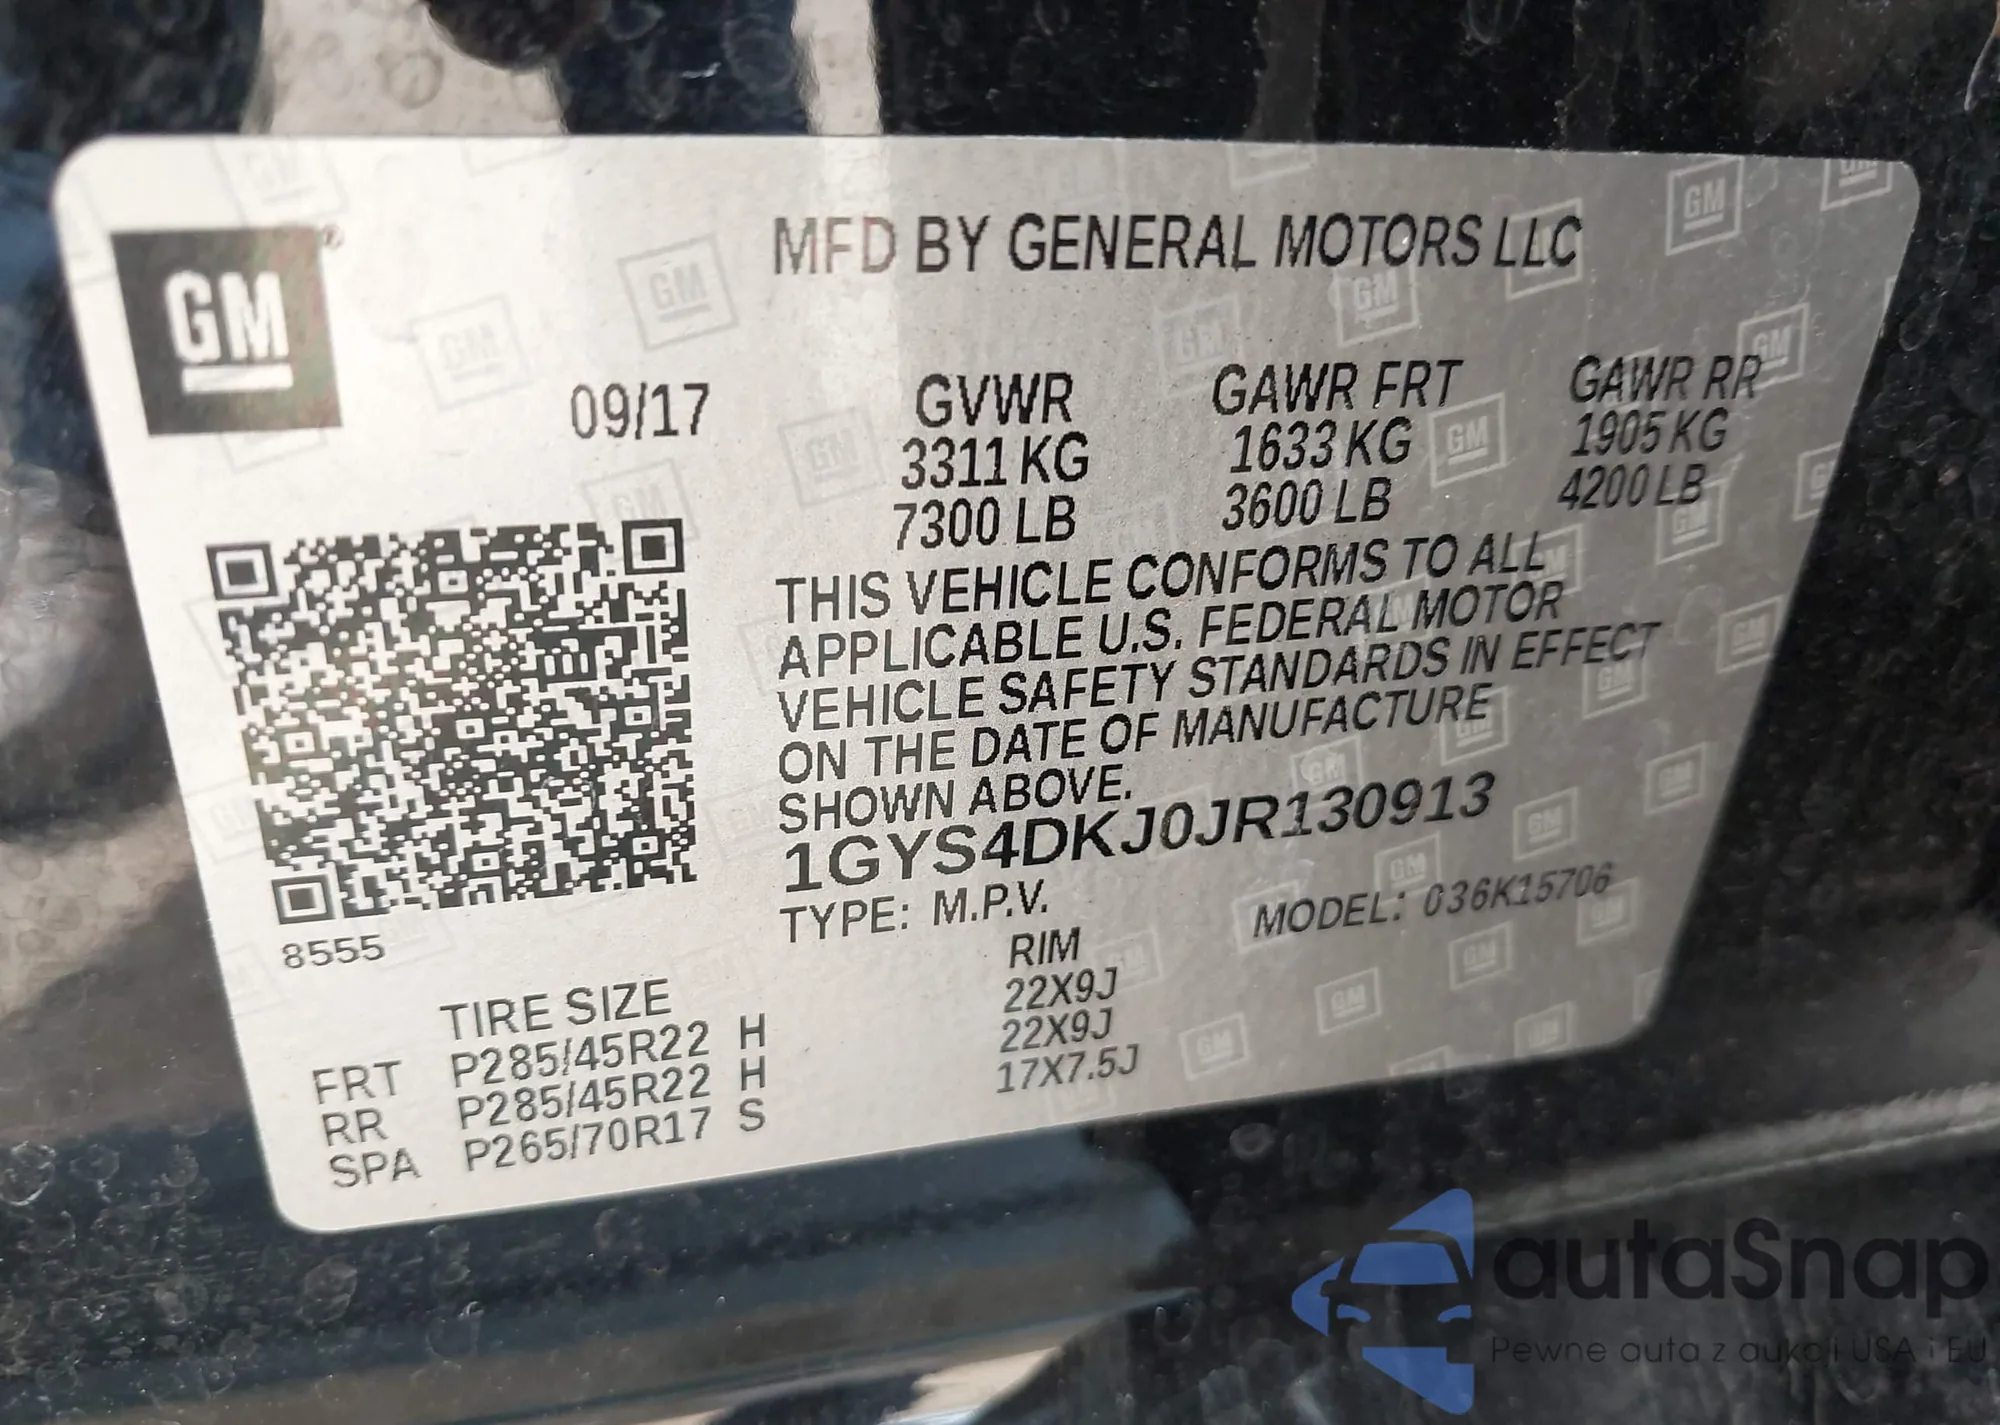 GM®
MFD BY GENERAL MOTORS LLC
09/17 GVWR GAWR FRT GAWR RR
3311 KG 1633 KG 1905 KG
7300 LB 3600 LB 4200 LB
THIS VEHICLE CONFORMS TO ALL
APPLICABLE U.S. FEDERAL MOTOR
VEHICLE SAFETY STANDARDS IN EFFECT
ON THE DATE OF MANUFACTURE
SHOWN ABOVE.
1GYS4DKJ0JR130913
TYPE: M.P.V. MODEL: 036K15706
8555
TIRE SIZE RIM
FRT P285/45R22 H 22X9J
RR P285/45R22 H 22X9J
SPA P265/70R17 S 17X7.5J
autaSnap
Pewne auta z aukcji USA i EU